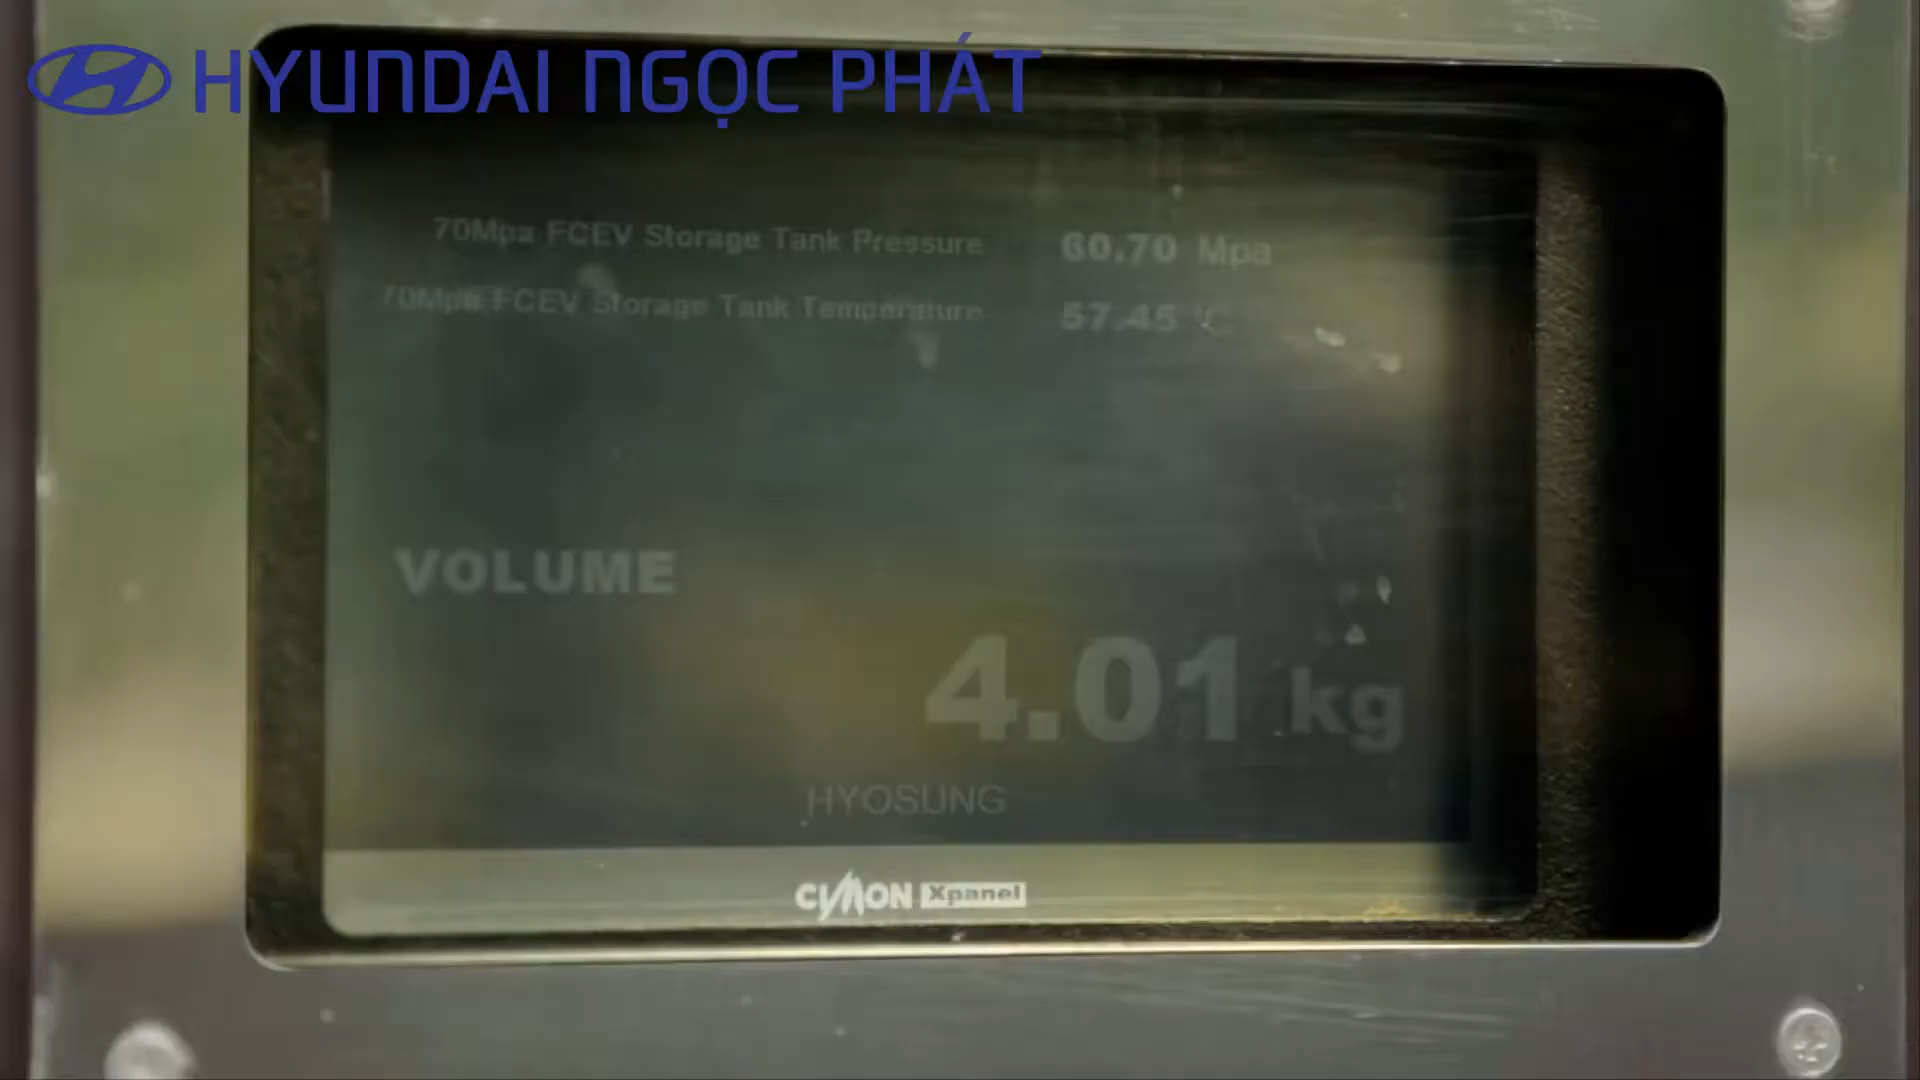 HYUNDAI NGỌC PHÁT
70Mpa FCEV Storage Tank Pressure 60.70 Mpa
70Mpa FCEV Storage Tank Temperature 57.45 ℃
VOLUME
4.01 kg
HYOSUNG
CIMON Xpanel